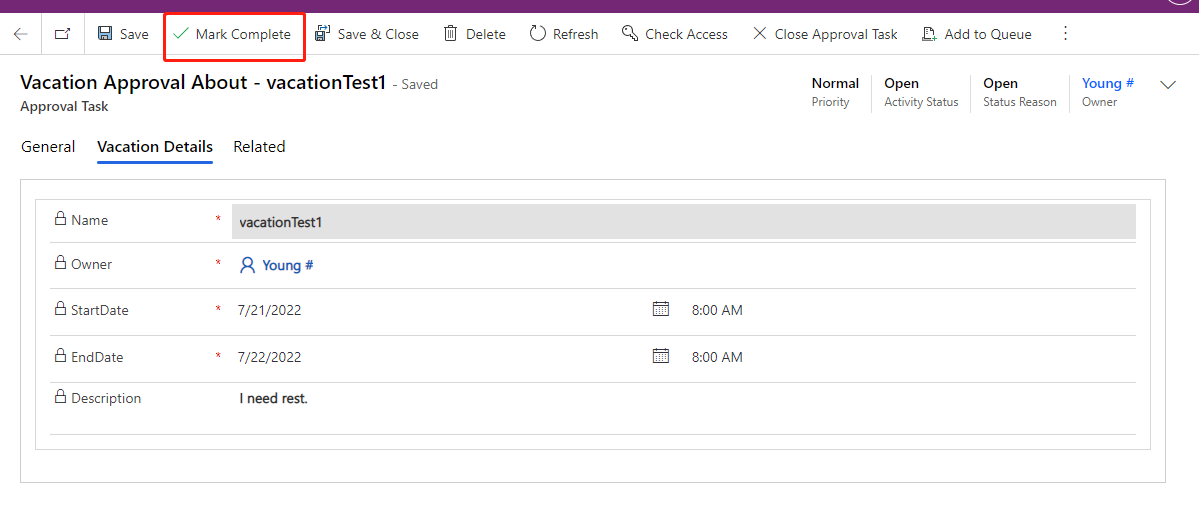 Save Mark Complete Save & Close Delete Refresh Check Access Close Approval Task Add to Queue
Vacation Approval About - vacationTest1 - Saved
Approval Task
Normal Open Open Young #
Priority Activity Status Status Reason Owner
General Vacation Details Related
Name * vacationTest1
Owner * Young #
StartDate * 7/21/2022 8:00 AM
EndDate * 7/22/2022 8:00 AM
Description I need rest.